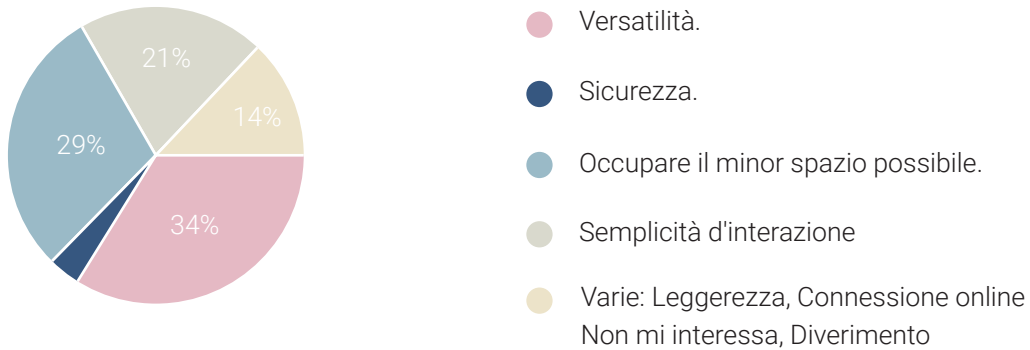 21%
14%
29%
34%
Versatilità.
Sicurezza.
Occupare il minor spazio possibile.
Semplicità d'interazione
Varie: Leggerezza, Connessione online
Non mi interessa, Diverimento